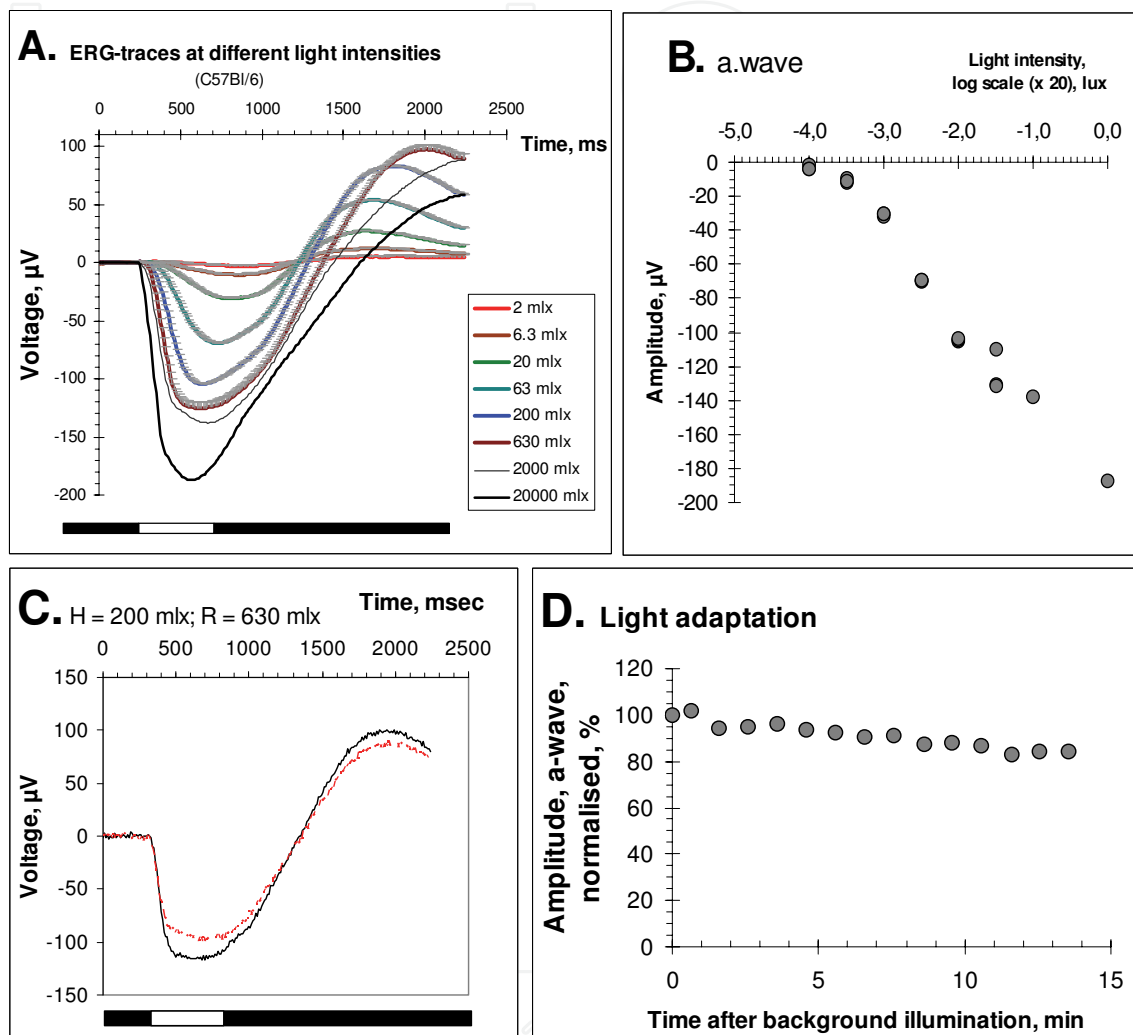 A. ERG-traces at different light intensities
(C57Bl/6)
0 500 1000 1500 2000 2500
Time, ms
Voltage, µV
100
50
0
-50
-100
-150
-200
2 mlx
6.3 mlx
20 mlx
63 mlx
200 mlx
630 mlx
2000 mlx
20000 mlx
B. a.wave
Light intensity,
log scale (x 20), lux
-5,0 -4,0 -3,0 -2,0 -1,0 0,0
Amplitude, µV
0
-20
-40
-60
-80
-100
-120
-140
-160
-180
-200
C. H = 200 mlx; R = 630 mlx
Time, msec
0 500 1000 1500 2000 2500
Voltage, µV
150
100
50
0
-50
-100
-150
D. Light adaptation
Amplitude, a-wave,
normalised, %
120
100
80
60
40
20
0
0 5 10 15
Time after background illumination, min